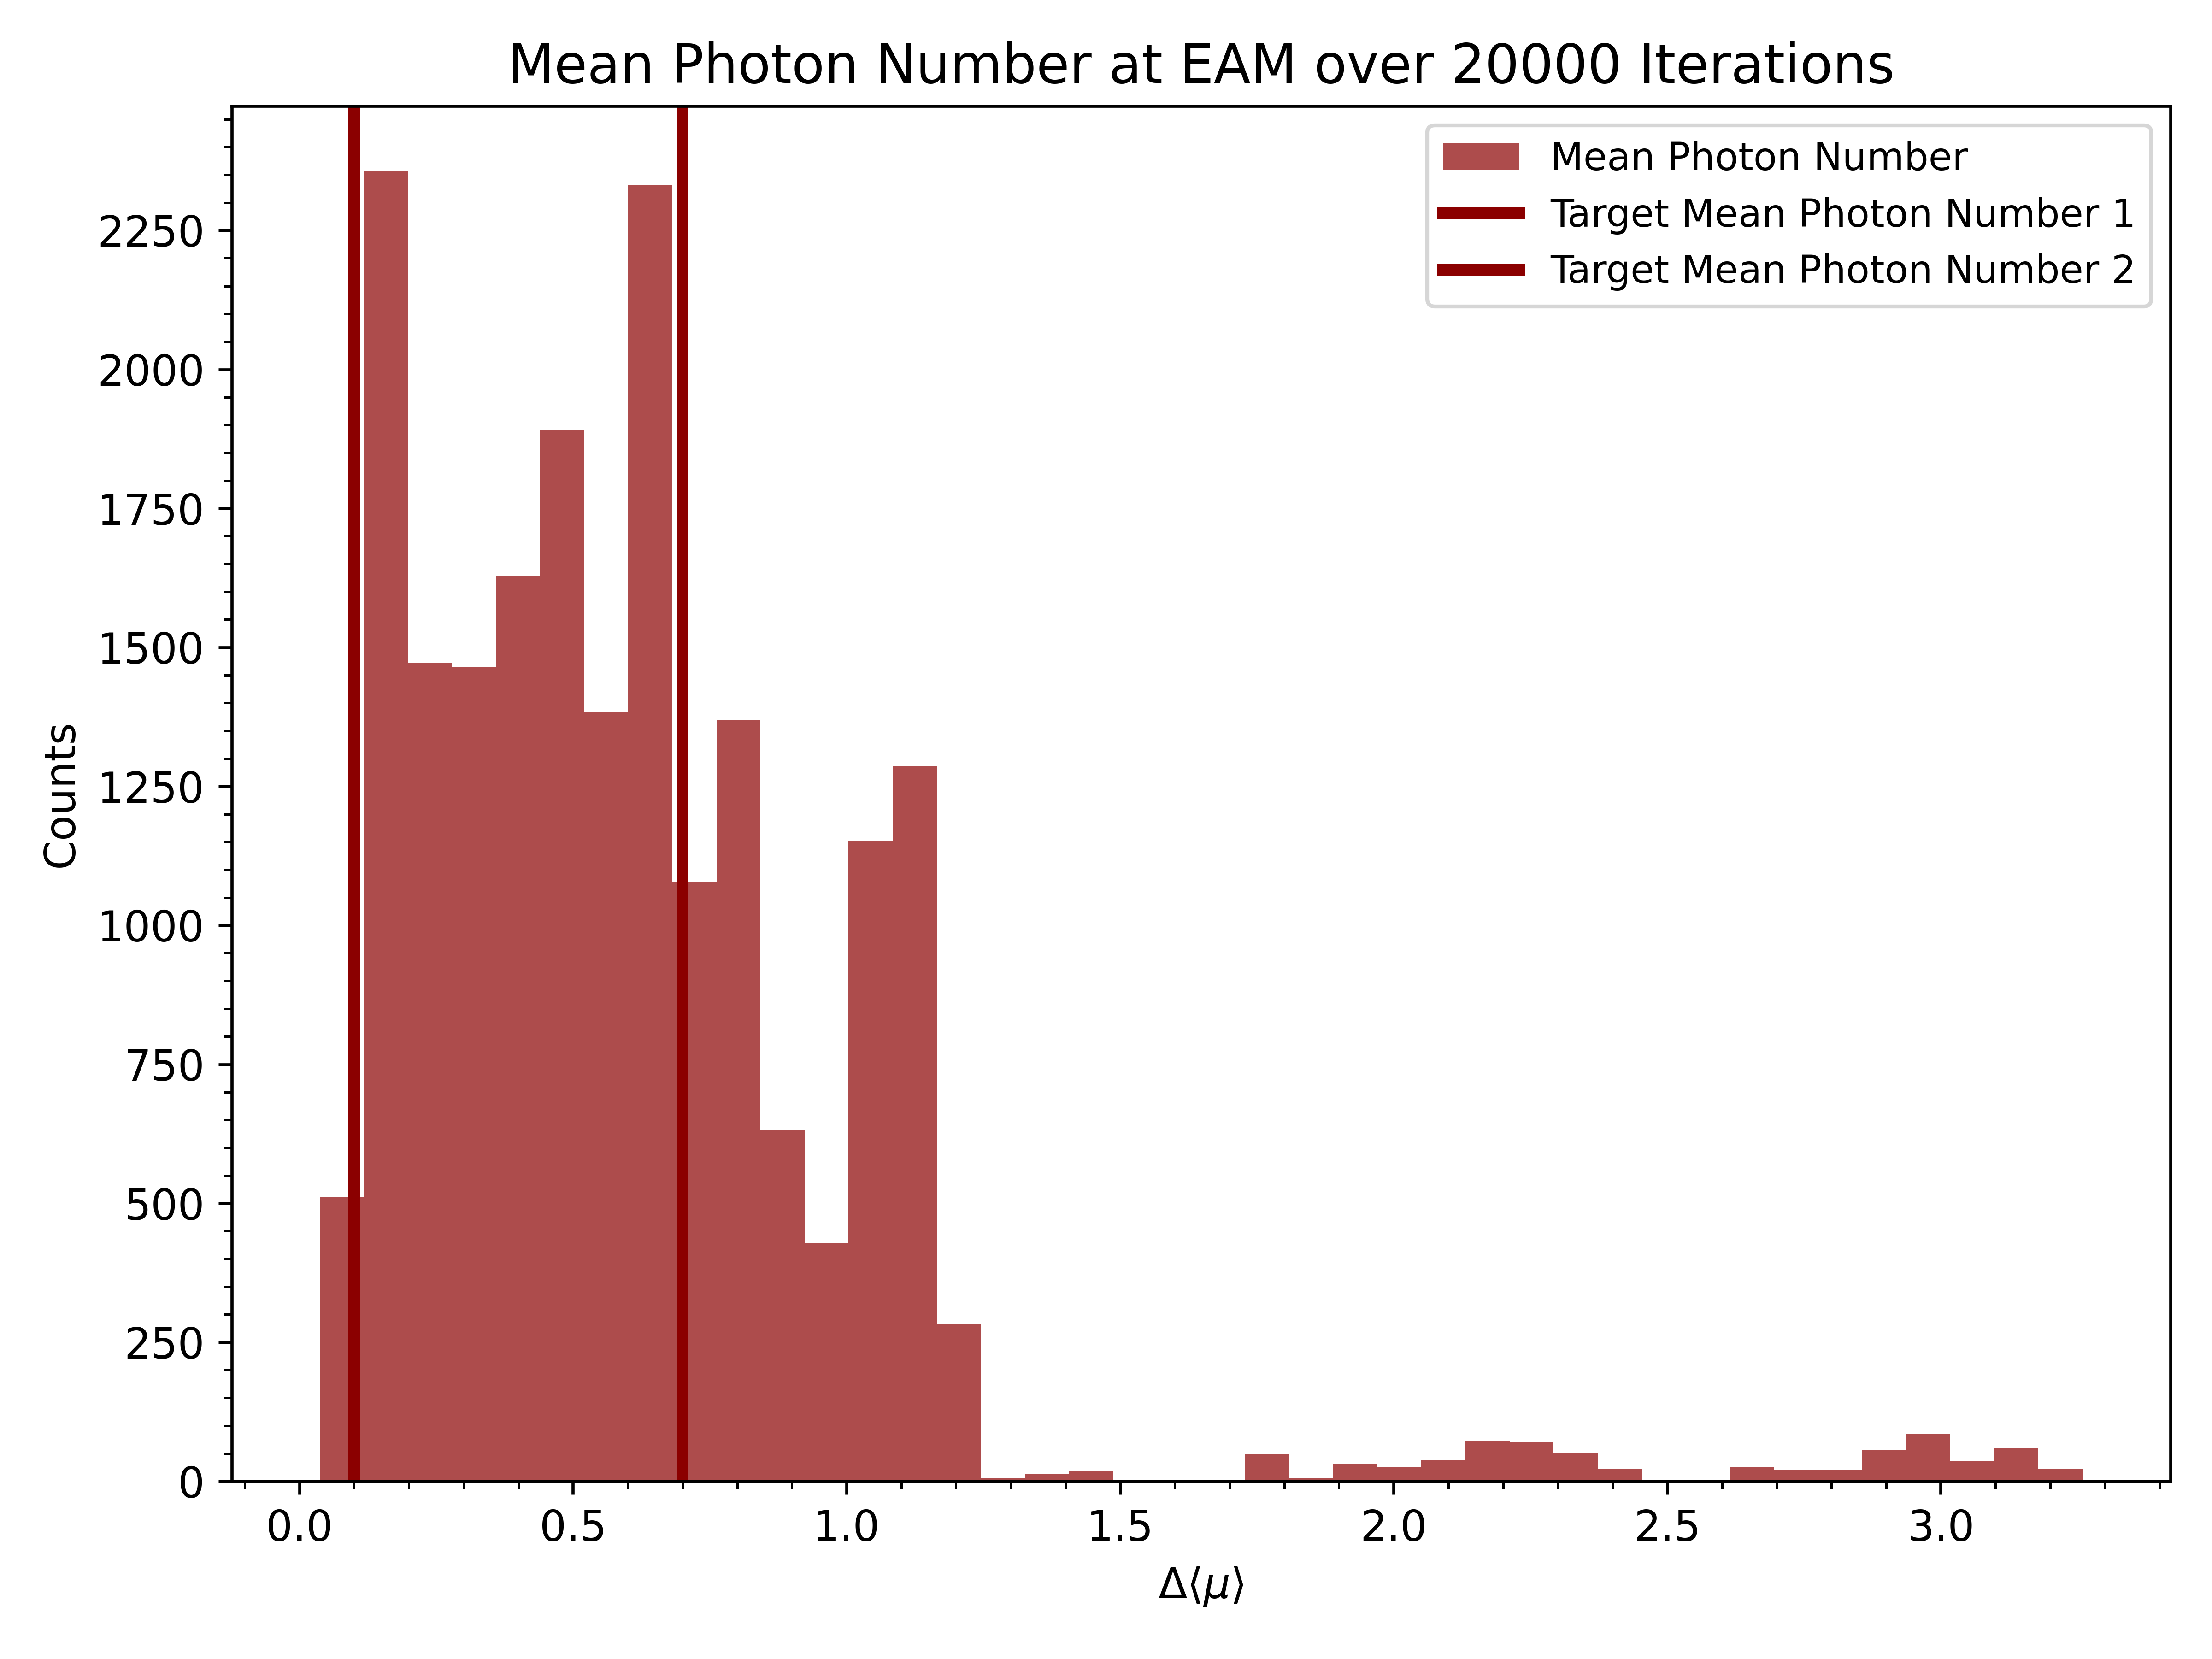 Mean Photon Number at EAM over 20000 Iterations
Mean Photon Number
Target Mean Photon Number 1
Target Mean Photon Number 2
2250
2000
1750
1500
1250
1000
750
500
250
0
Counts
0.0 0.5 1.0 1.5 2.0 2.5 3.0
Δ⟨μ⟩